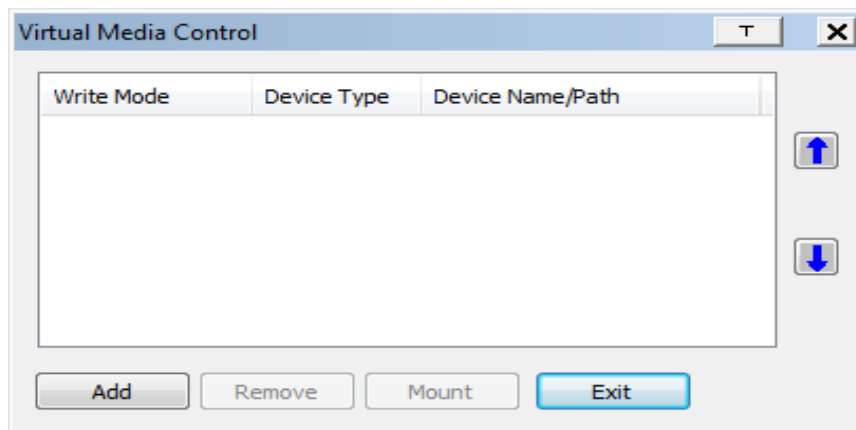 Virtual Media Control T
Write Mode Device Type Device Name/Path
Add Remove Mount Exit